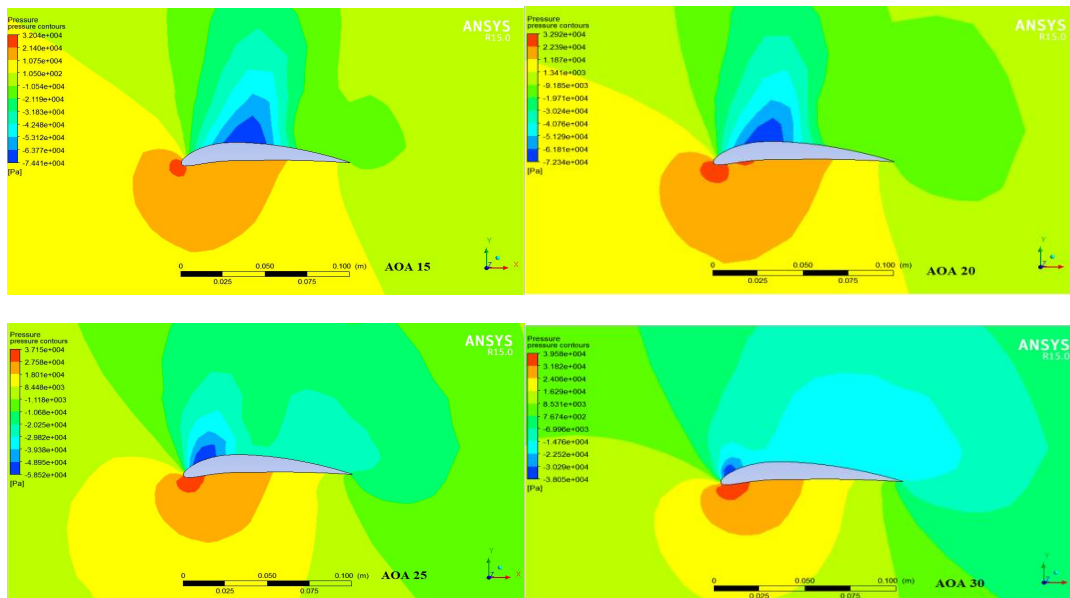 Pressure
pressure contours
3.204e+004
2.140e+004
1.075e+004
1.050e+002
-1.054e+004
-2.119e+004
-3.183e+004
-4.248e+004
-5.312e+004
-6.377e+004
-7.441e+004
[Pa]
ANSYS
R15.0
0 0.050 0.100 (m)
0.025 0.075
AOA 15
Y
X
Z
Pressure
pressure contours
3.292e+004
2.239e+004
1.187e+004
1.341e+003
-9.185e+003
-1.971e+004
-3.024e+004
-4.076e+004
-5.129e+004
-6.182e+004
-7.234e+004
[Pa]
ANSYS
R15.0
0 0.050 0.100 (m)
0.025 0.075
AOA 20
Y
X
Z
Pressure
pressure contours
3.715e+004
2.758e+004
1.801e+004
8.448e+003
-1.118e+003
-1.068e+004
-2.025e+004
-2.982e+004
-3.938e+004
-4.895e+004
-5.852e+004
[Pa]
ANSYS
R15.0
0 0.050 0.100 (m)
0.025 0.075
AOA 25
Y
X
Z
Pressure
pressure contours
3.958e+004
3.182e+004
2.406e+004
1.629e+004
8.531e+003
7.674e+002
-6.996e+003
-1.476e+004
-2.252e+004
-3.029e+004
-3.805e+004
[Pa]
ANSYS
R15.0
0 0.050 0.100 (m)
0.025 0.075
AOA 30
Y
X
Z